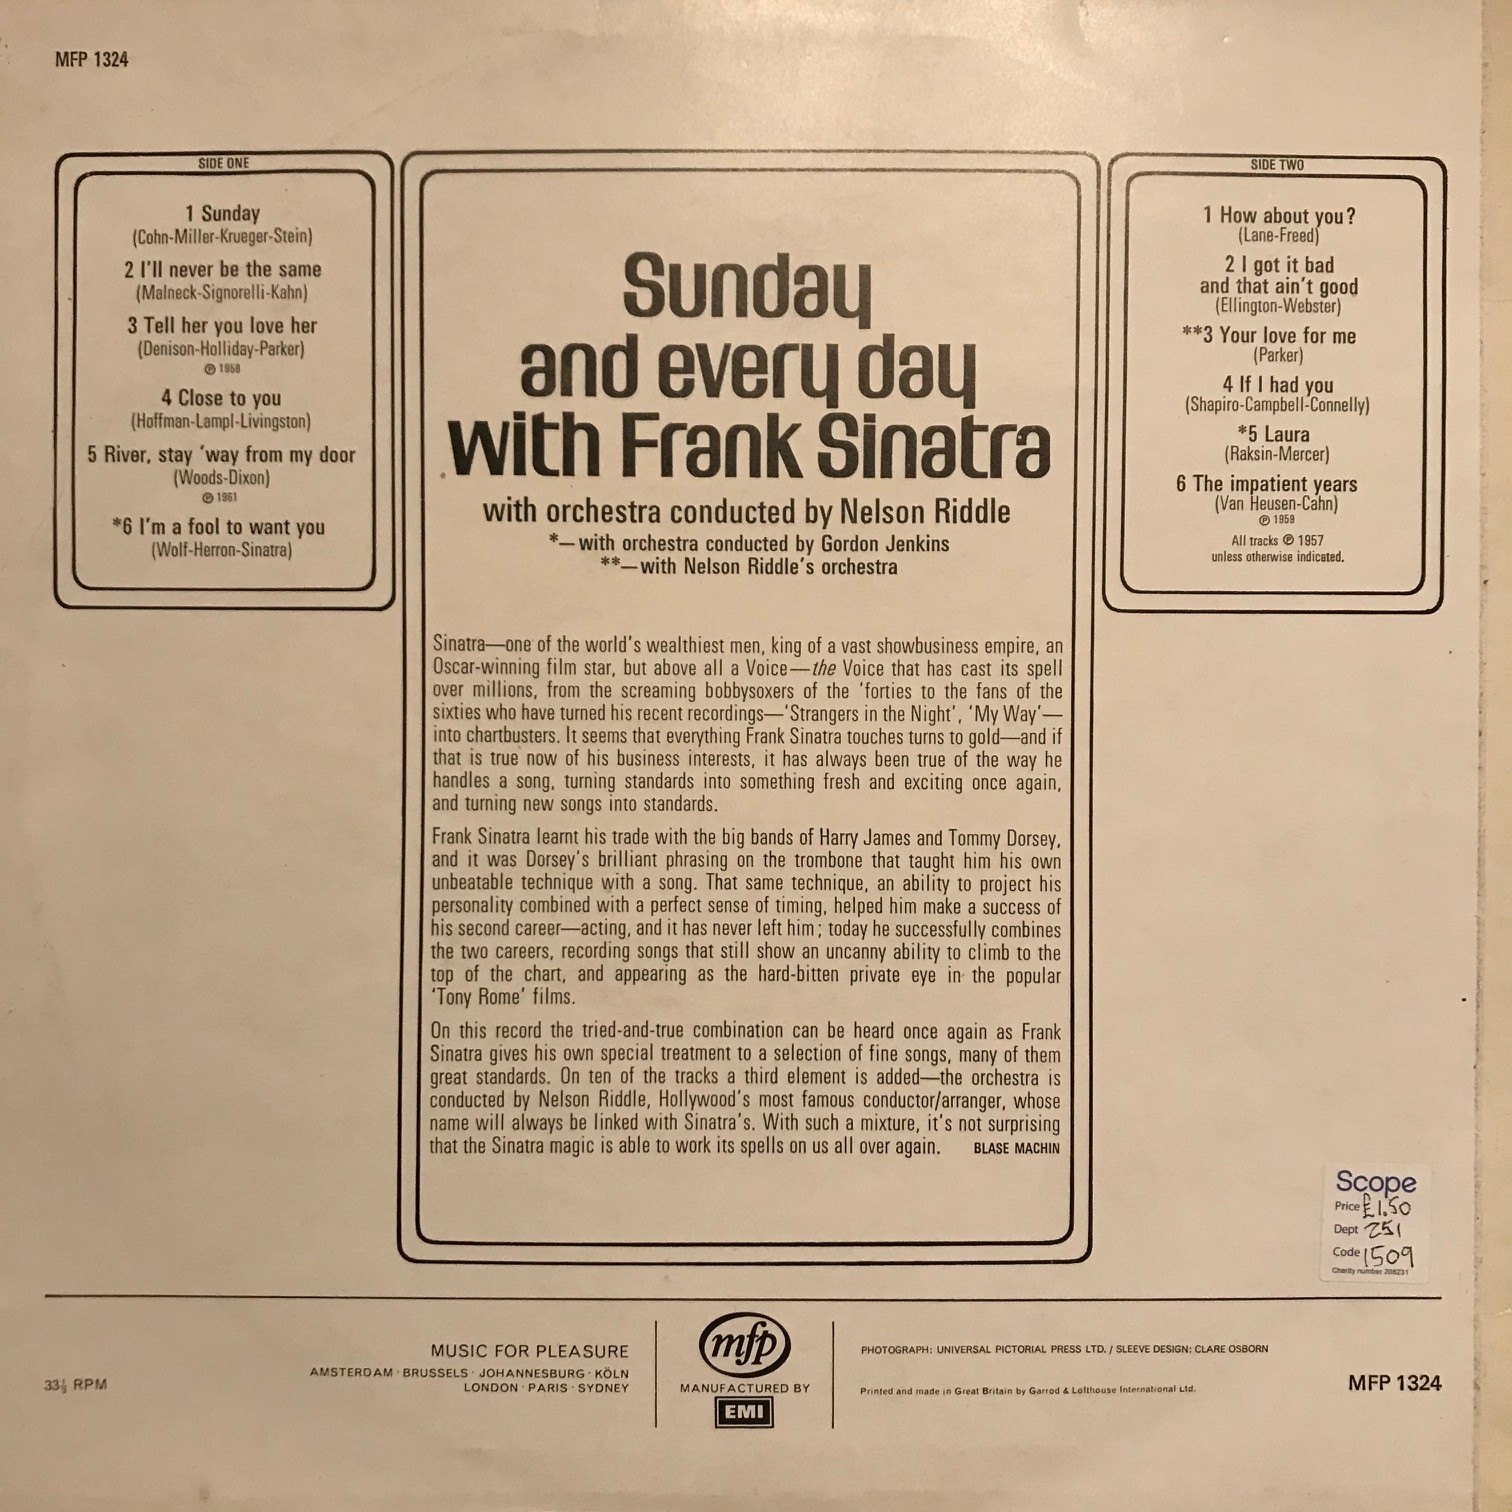 MFP 1324
SIDE ONE
1 Sunday
(Cohn-Miller-Krueger-Stein)
2 I'll never be the same
(Malneck-Signorelli-Kahn)
3 Tell her you love her
(Denison-Holliday-Parker)
℗ 1958
4 Close to you
(Hoffman-Lampl-Livingston)
5 River, stay 'way from my door
(Woods-Dixon)
℗ 1961
*6 I'm a fool to want you
(Wolf-Herron-Sinatra)
Sunday
and every day
with Frank Sinatra
with orchestra conducted by Nelson Riddle
*—with orchestra conducted by Gordon Jenkins
**—with Nelson Riddle's orchestra
Sinatra—one of the world's wealthiest men, king of a vast showbusiness empire, an
Oscar-winning film star, but above all a Voice—the Voice that has cast its spell
over millions, from the screaming bobbysoxers of the 'forties to the fans of the
sixties who have turned his recent recordings—'Strangers in the Night', 'My Way'—
into chartbusters. It seems that everything Frank Sinatra touches turns to gold—and if
that is true now of his business interests, it has always been true of the way he
handles a song, turning standards into something fresh and exciting once again,
and turning new songs into standards.
Frank Sinatra learnt his trade with the big bands of Harry James and Tommy Dorsey,
and it was Dorsey's brilliant phrasing on the trombone that taught him his own
unbeatable technique with a song. That same technique, an ability to project his
personality combined with a perfect sense of timing, helped him make a success of
his second career—acting, and it has never left him; today he successfully combines
the two careers, recording songs that still show an uncanny ability to climb to the
top of the chart, and appearing as the hard-bitten private eye in the popular
'Tony Rome' films.
On this record the tried-and-true combination can be heard once again as Frank
Sinatra gives his own special treatment to a selection of fine songs, many of them
great standards. On ten of the tracks a third element is added—the orchestra is
conducted by Nelson Riddle, Hollywood's most famous conductor/arranger, whose
name will always be linked with Sinatra's. With such a mixture, it's not surprising
that the Sinatra magic is able to work its spells on us all over again. BLASE MACHIN
SIDE TWO
1 How about you?
(Lane-Freed)
2 I got it bad
and that ain't good
(Ellington-Webster)
**3 Your love for me
(Parker)
4 If I had you
(Shapiro-Campbell-Connelly)
*5 Laura
(Raksin-Mercer)
6 The impatient years
(Van Heusen-Cahn)
℗ 1959
All tracks ℗ 1957
unless otherwise indicated.
Scope
Price £1.50
Dept 251
Code 1509
Charity number 208231
33⅓ RPM
MUSIC FOR PLEASURE
AMSTERDAM · BRUSSELS · JOHANNESBURG · KÖLN
LONDON · PARIS · SYDNEY
mfp
MANUFACTURED BY
EMI
PHOTOGRAPH: UNIVERSAL PICTORIAL PRESS LTD. / SLEEVE DESIGN: CLARE OSBORN
Printed and made in Great Britain by Garrod & Lofthouse International Ltd.
MFP 1324